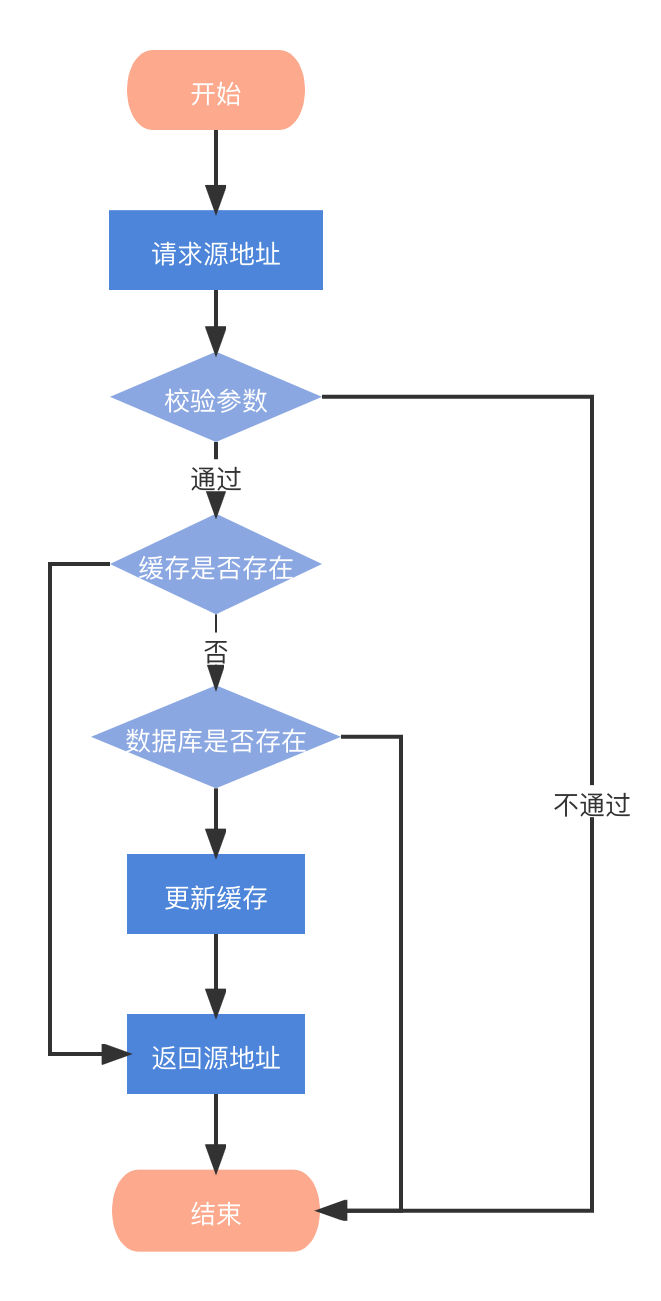 开始
请求源地址
校验参数
通过
缓存是否存在
否
数据库是否存在
不通过
更新缓存
返回源地址
结束